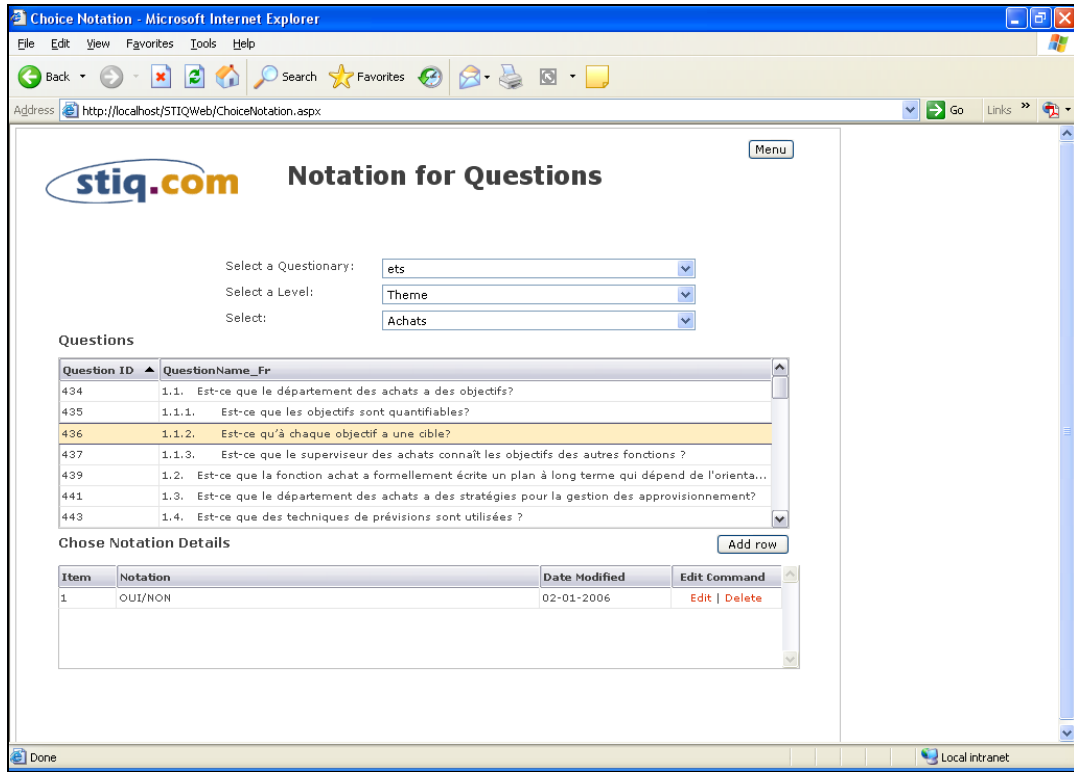 Choice Notation - Microsoft Internet Explorer
File Edit View Favorites Tools Help
Back Search Favorites
Address http://localhost/STIQWeb/ChoiceNotation.aspx Go Links »
Menu
stiq.com Notation for Questions
Select a Questionary: ets
Select a Level: Theme
Select: Achats
Questions
Question ID QuestionName_Fr
434 1.1. Est-ce que le département des achats a des objectifs?
435 1.1.1. Est-ce que les objectifs sont quantifiables?
436 1.1.2. Est-ce qu'à chaque objectif a une cible?
437 1.1.3. Est-ce que le superviseur des achats connaît les objectifs des autres fonctions ?
439 1.2. Est-ce que la fonction achat a formellement écrite un plan à long terme qui dépend de l'orienta...
441 1.3. Est-ce que le département des achats a des stratégies pour la gestion des approvisionnement?
443 1.4. Est-ce que des techniques de prévisions sont utilisées ?
Chose Notation Details Add row
Item Notation Date Modified Edit Command
1 OUI/NON 02-01-2006 Edit | Delete
Done Local intranet